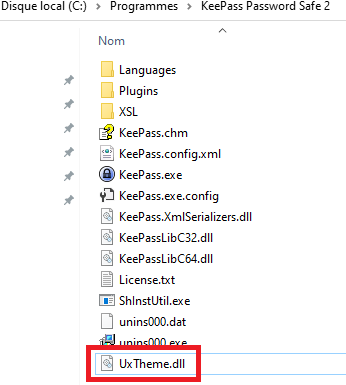 Disque local (C:) > Programmes > KeePass Password Safe 2
Nom
Languages
Plugins
XSL
KeePass.chm
KeePass.config.xml
KeePass.exe
KeePass.exe.config
KeePass.XmlSerializers.dll
KeePassLibC32.dll
KeePassLibC64.dll
License.txt
ShInstUtil.exe
unins000.dat
unins000.exe
UxTheme.dll